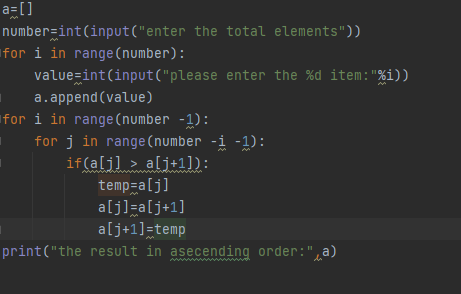 a=[]
number=int(input("enter the total elements"))
for i in range(number):
    value=int(input("please enter the %d item:"%i))
    a.append(value)
for i in range(number -1):
    for j in range(number -i -1):
        if(a[j] > a[j+1]):
            temp=a[j]
            a[j]=a[j+1]
            a[j+1]=temp
print("the result in asecending order:",a)